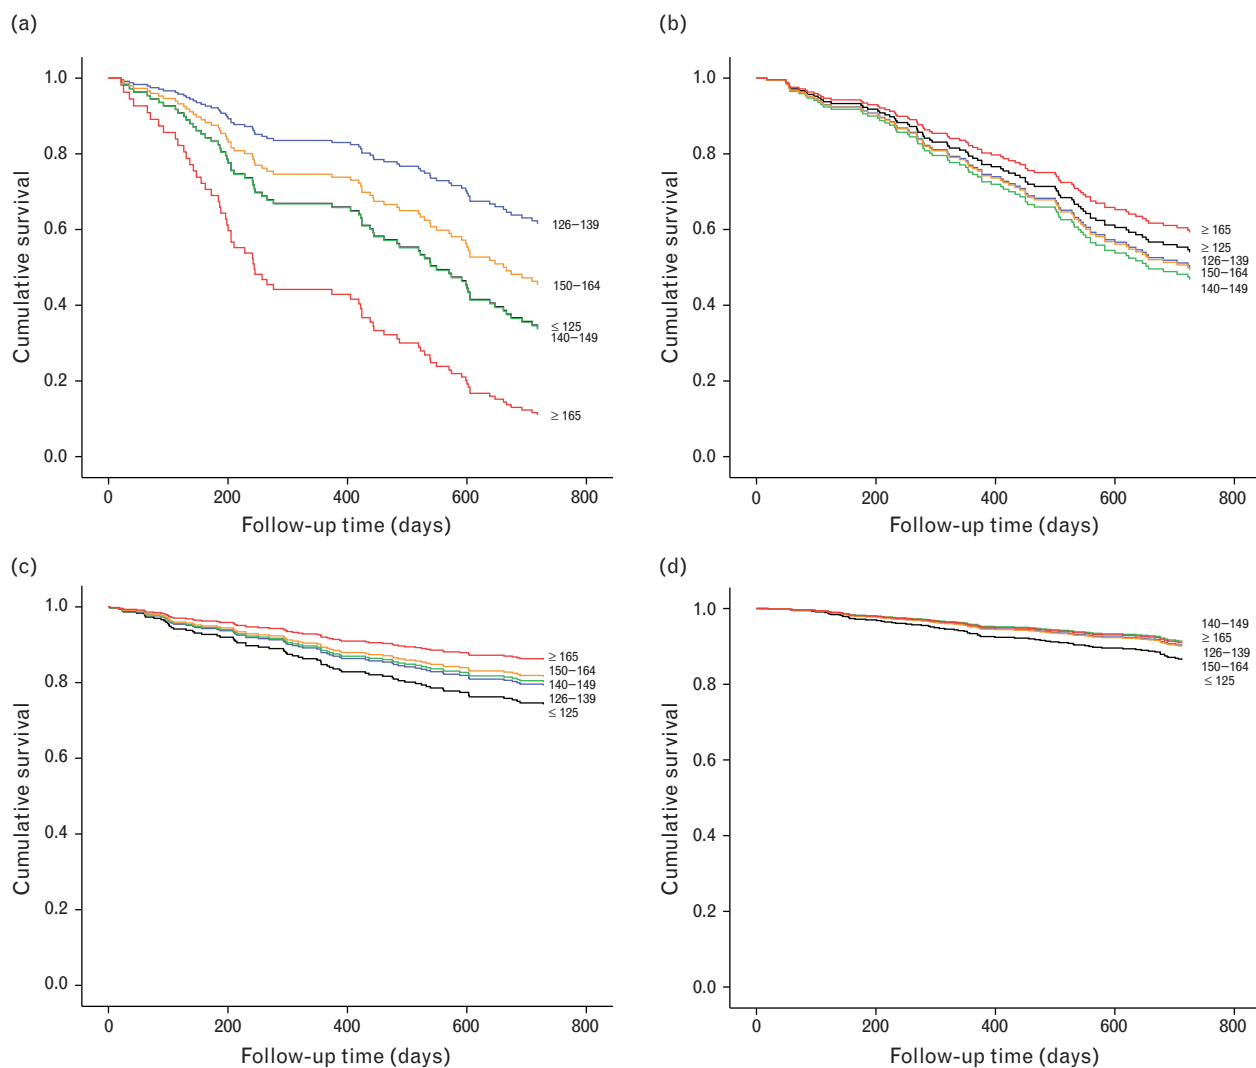 (a)
1.0
0.8
0.6
0.4
0.2
0.0
Cumulative survival
126–139
150–164
≤ 125
140–149
≥ 165
0 200 400 600 800
Follow-up time (days)
(b)
1.0
0.8
0.6
0.4
0.2
0.0
Cumulative survival
≥ 165
≥ 125
126–139
150–164
140–149
0 200 400 600 800
Follow-up time (days)
(c)
1.0
0.8
0.6
0.4
0.2
0.0
Cumulative survival
≥ 165
150–164
140–149
126–139
≤ 125
0 200 400 600 800
Follow-up time (days)
(d)
1.0
0.8
0.6
0.4
0.2
0.0
Cumulative survival
140–149
≥ 165
126–139
150–164
≤ 125
0 200 400 600 800
Follow-up time (days)